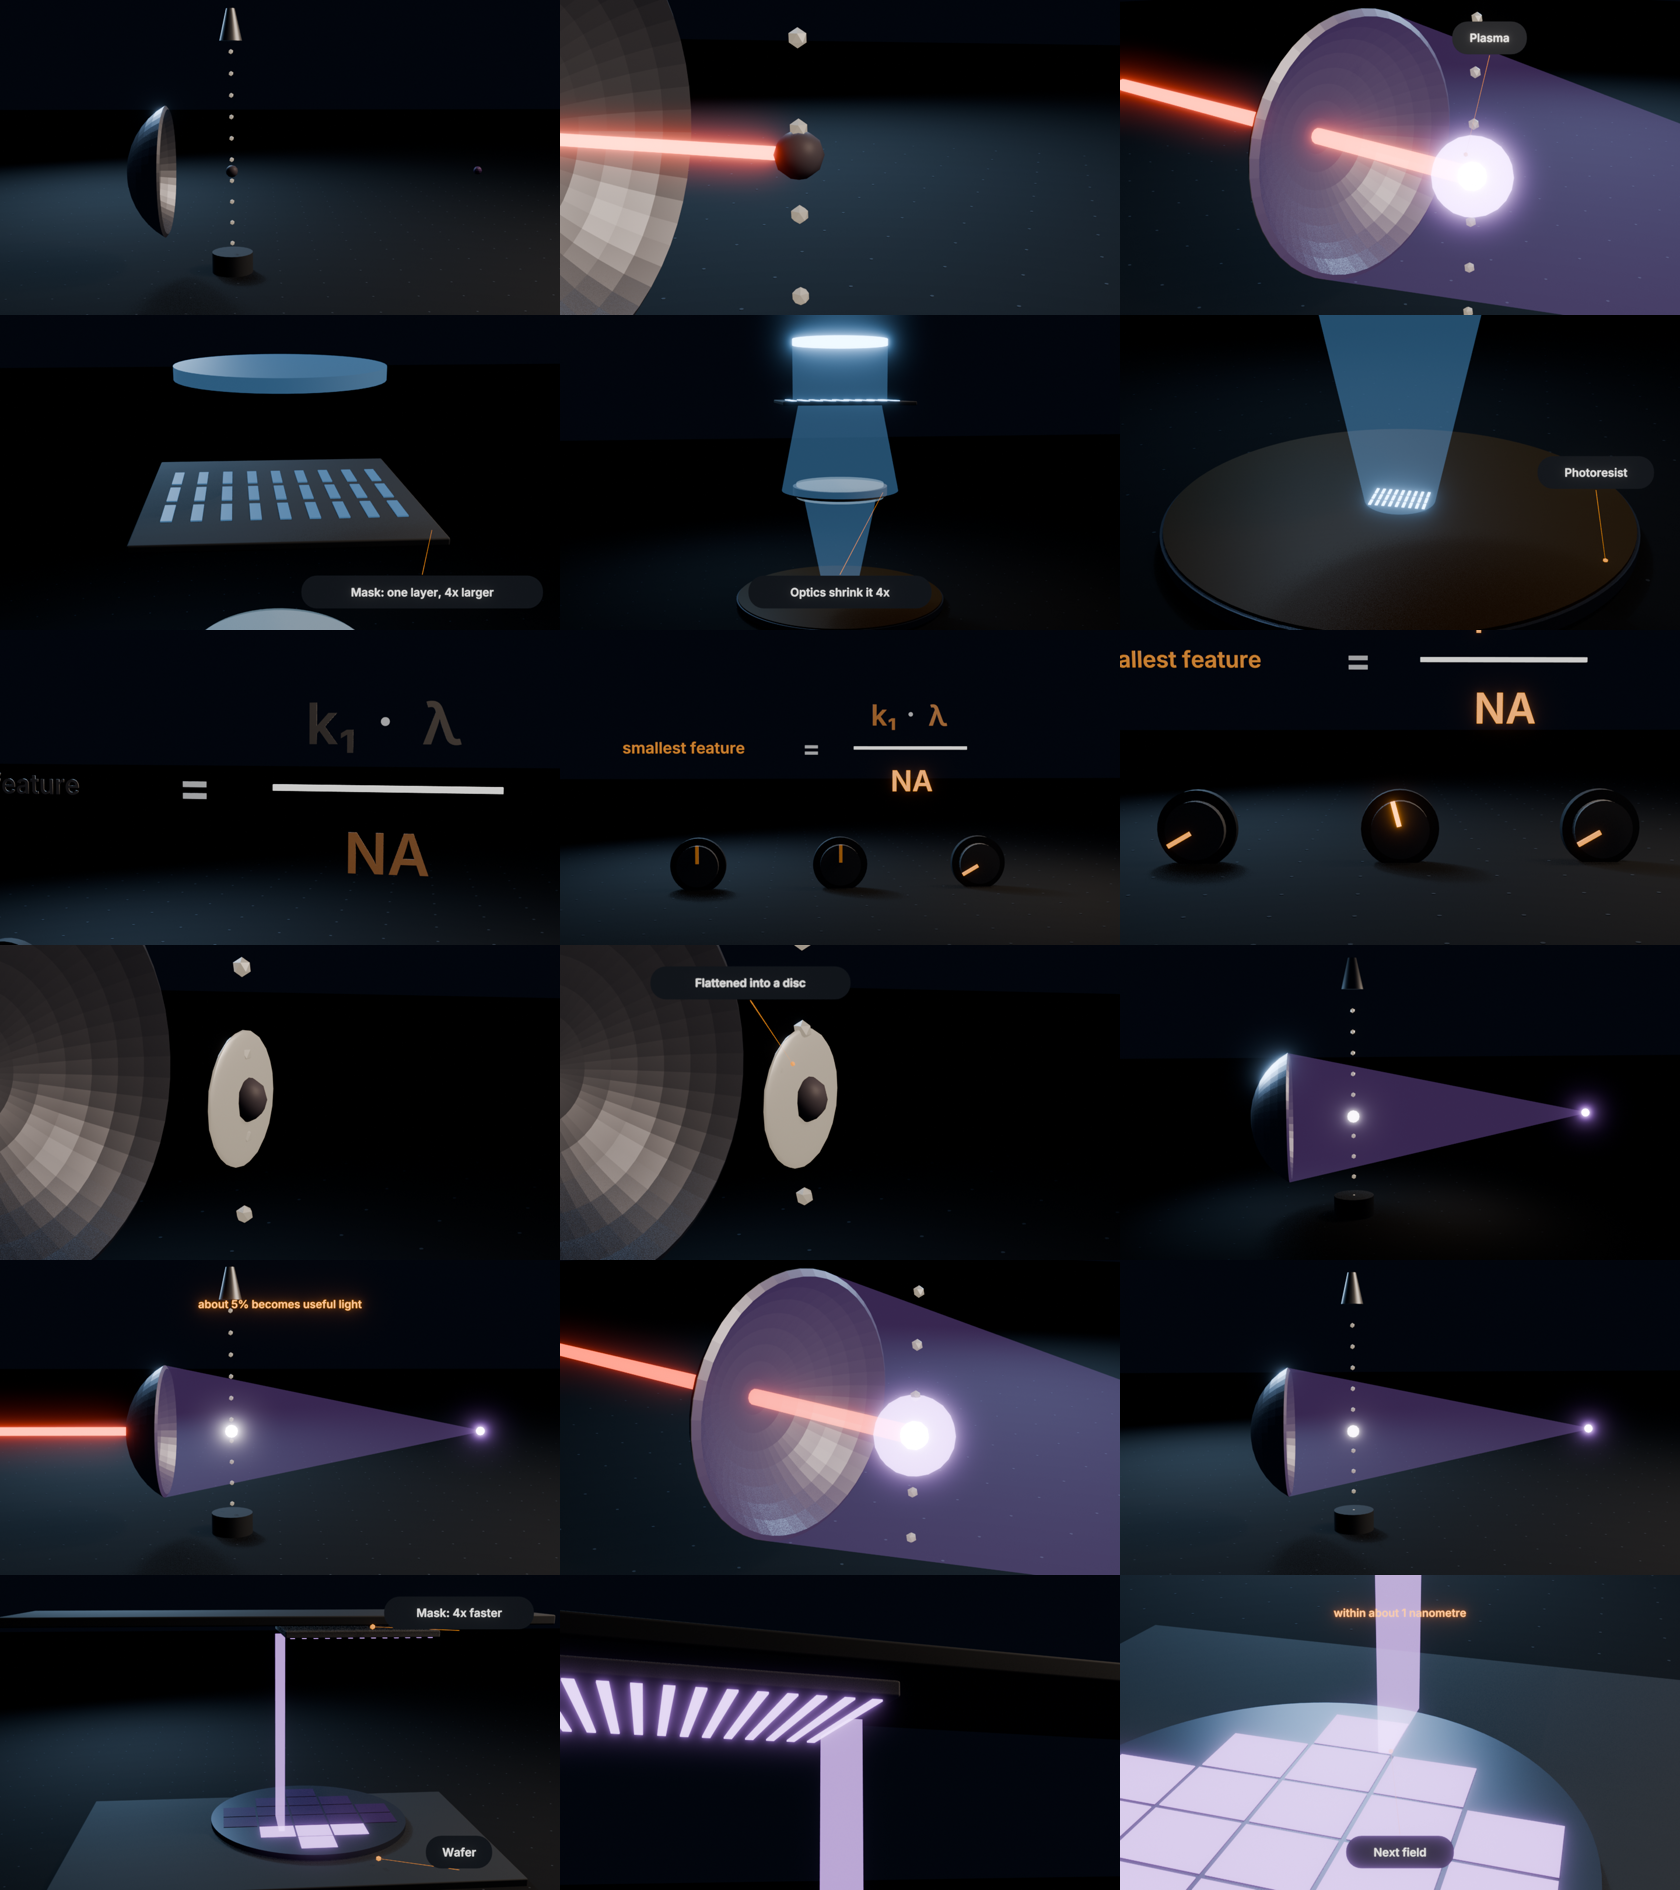 Plasma
Mask: one layer, 4x larger
Optics shrink it 4x
Photoresist
feature = k₁ · λ
NA
smallest feature = k₁ · λ
NA
allest feature =
NA
Flattened into a disc
about 5% becomes useful light
Mask: 4x faster
Wafer
within about 1 nanometre
Next field